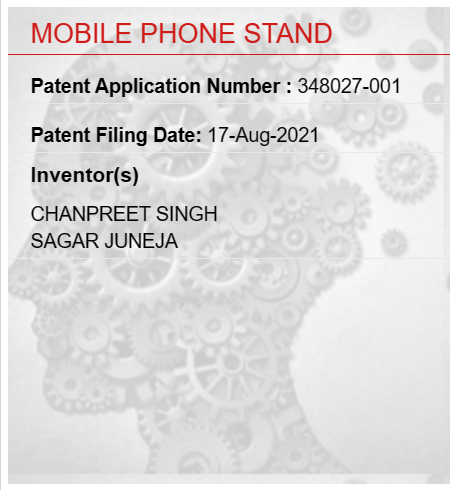 MOBILE PHONE STAND
Patent Application Number : 348027-001
Patent Filing Date: 17-Aug-2021
Inventor(s)
CHANPREET SINGH
SAGAR JUNEJA